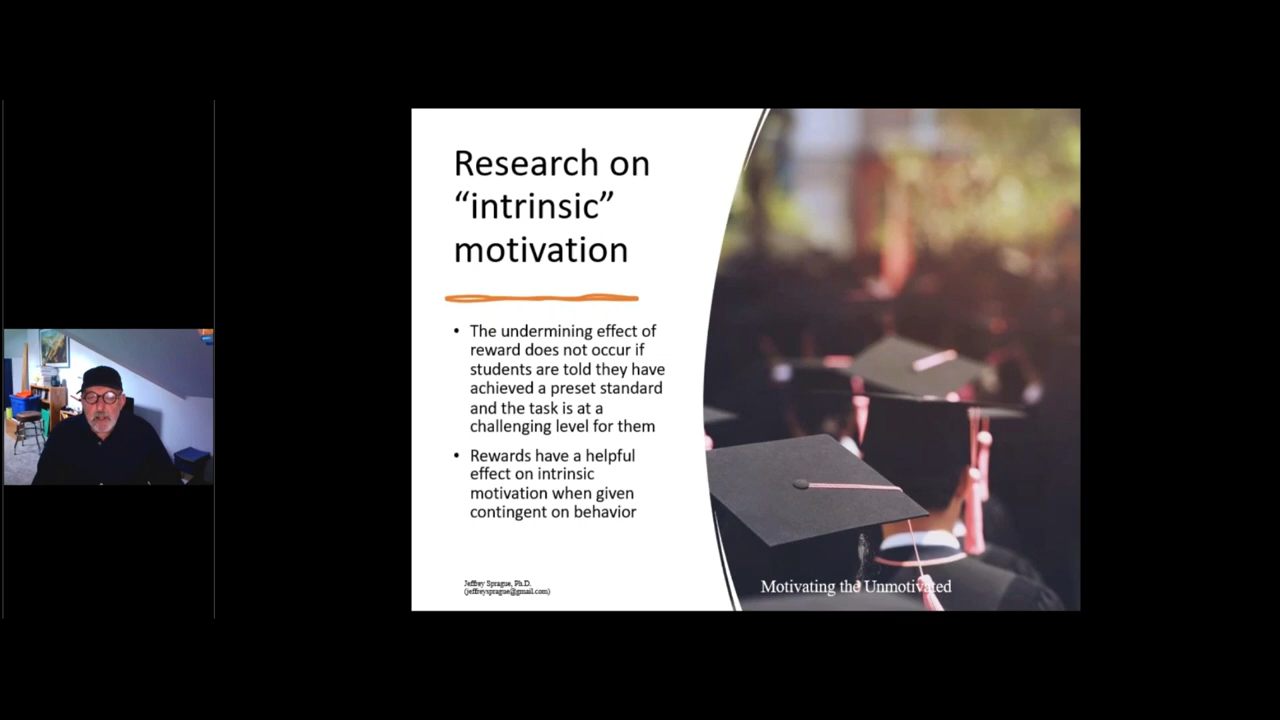 Research on
“intrinsic”
motivation
• The undermining effect of
reward does not occur if
students are told they have
achieved a preset standard
and the task is at a
challenging level for them
• Rewards have a helpful
effect on intrinsic
motivation when given
contingent on behavior
Jeffrey Sprague, Ph.D.
(jeffreysprague@gmail.com)
Motivating the Unmotivated